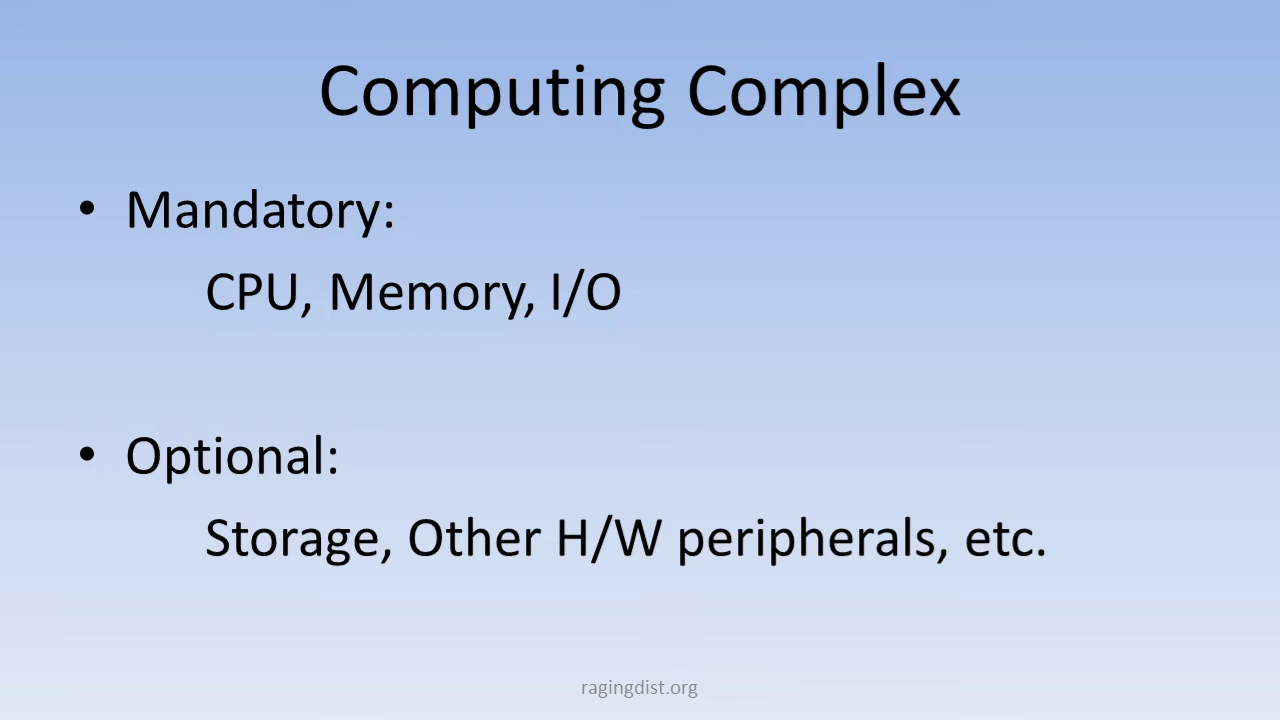 Computing Complex
• Mandatory:
CPU, Memory, I/O
• Optional:
Storage, Other H/W peripherals, etc.
ragingdist.org